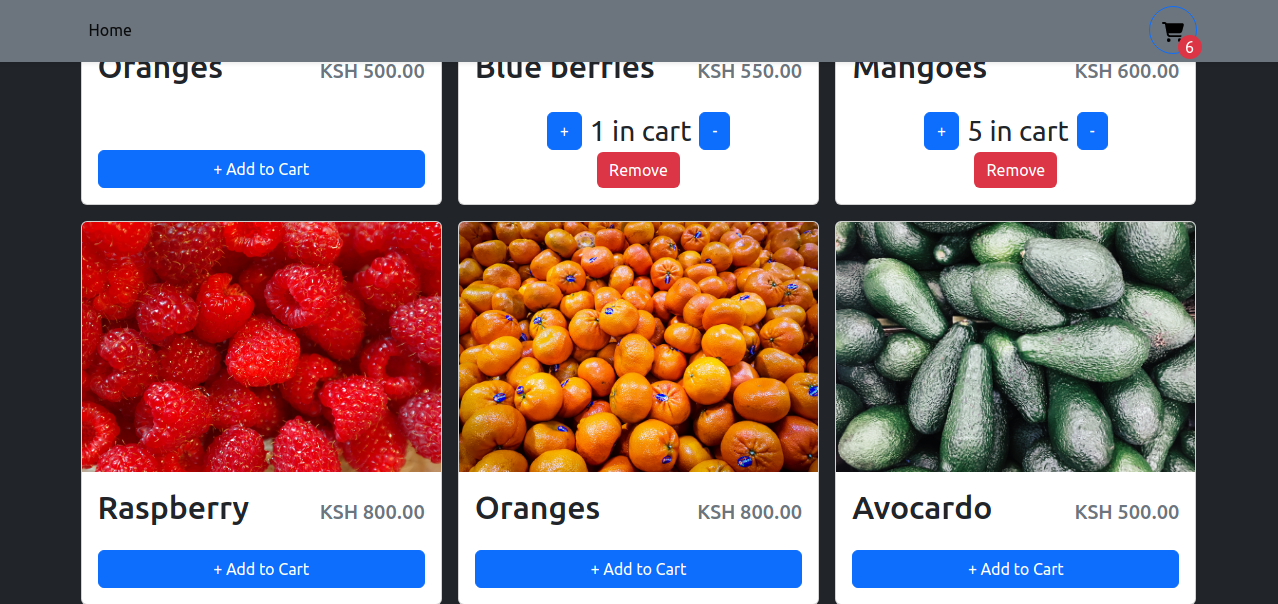 Home
6
Oranges KSH 500.00
Blue berries KSH 550.00
Mangoes KSH 600.00
+ 1 in cart -
+ 5 in cart -
+ Add to Cart
Remove
Remove
Raspberry KSH 800.00
Oranges KSH 800.00
Avocardo KSH 500.00
+ Add to Cart
+ Add to Cart
+ Add to Cart